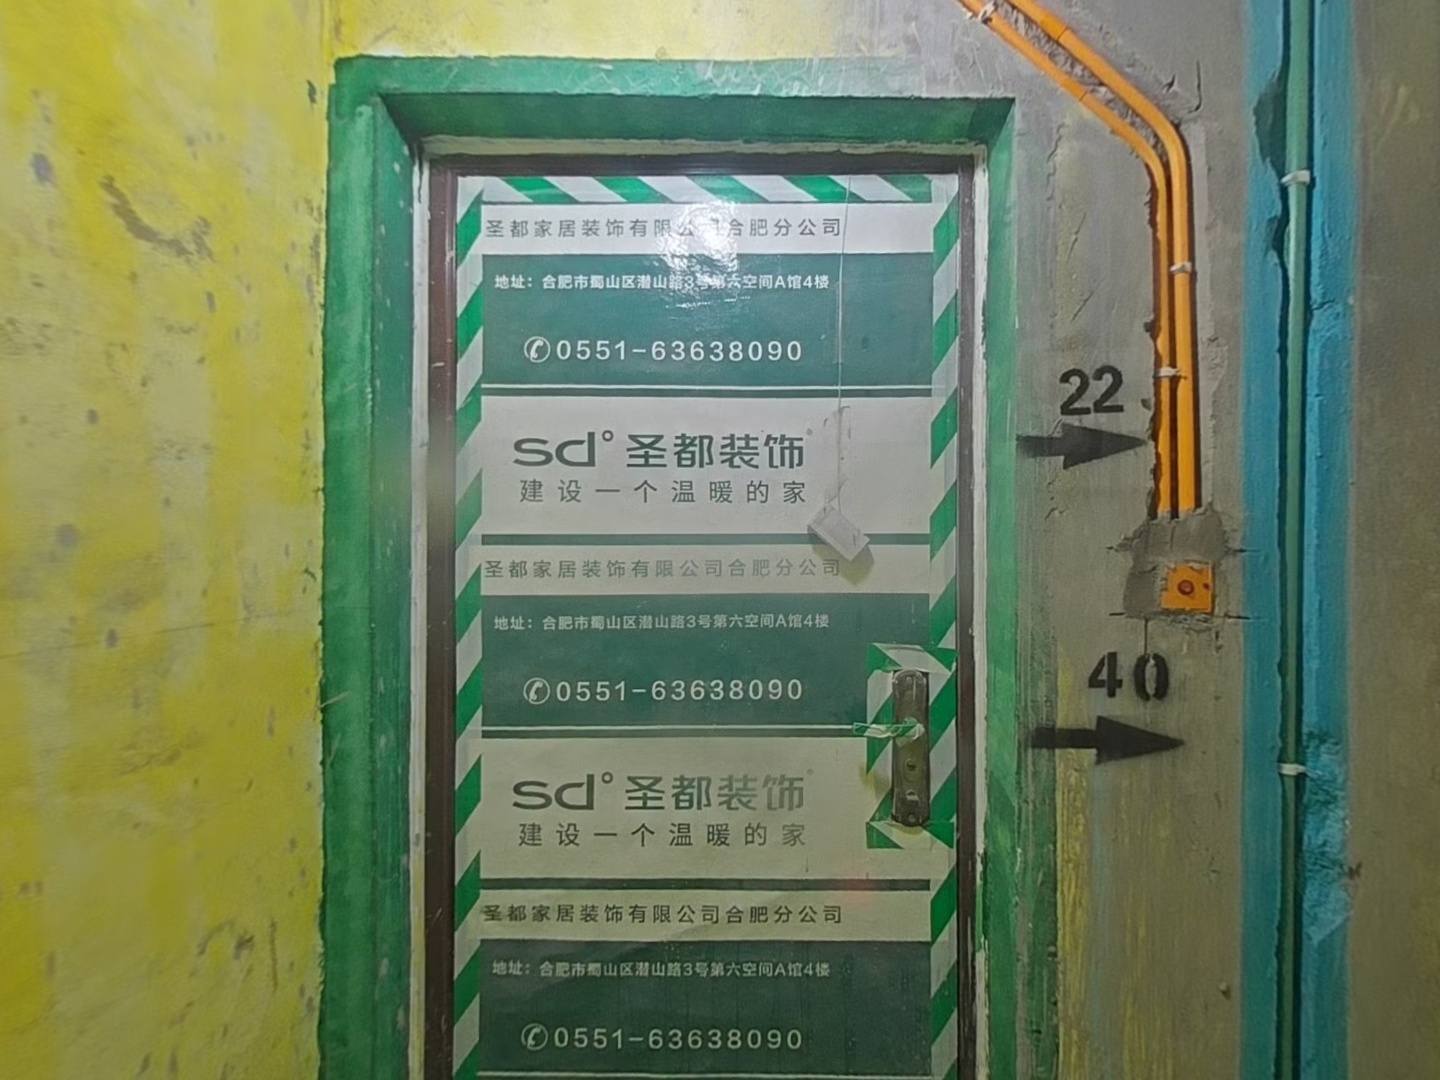 圣都家居装饰有限公司合肥分公司
地址：合肥市蜀山区潜山路3号第六空间A馆4楼
0551-63638090
22
sd°圣都装饰
建设一个温暖的家
圣都家居装饰有限公司合肥分公司
地址：合肥市蜀山区潜山路3号第六空间A馆4楼
0551-63638090
40
sd°圣都装饰
建设一个温暖的家
圣都家居装饰有限公司合肥分公司
地址：合肥市蜀山区潜山路3号第六空间A馆4楼
0551-63638090